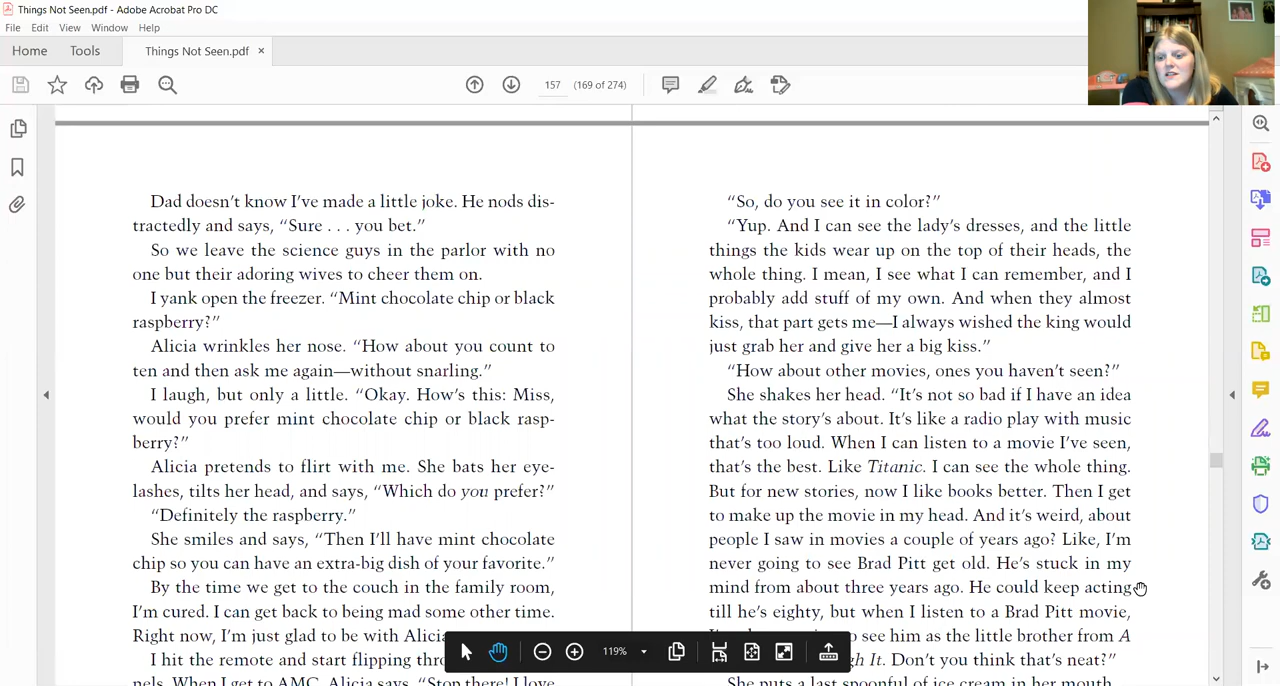 Things Not Seen.pdf - Adobe Acrobat Pro DC
File Edit View Window Help
Home Tools Things Not Seen.pdf ×
157 (169 of 274)
Dad doesn’t know I’ve made a little joke. He nods dis-
tractedly and says, “Sure . . . you bet.”
So we leave the science guys in the parlor with no
one but their adoring wives to cheer them on.
I yank open the freezer. “Mint chocolate chip or black
raspberry?”
Alicia wrinkles her nose. “How about you count to
ten and then ask me again—without snarling.”
I laugh, but only a little. “Okay. How’s this: Miss,
would you prefer mint chocolate chip or black rasp-
berry?”
Alicia pretends to flirt with me. She bats her eye-
lashes, tilts her head, and says, “Which do you prefer?”
“Definitely the raspberry.”
She smiles and says, “Then I’ll have mint chocolate
chip so you can have an extra-big dish of your favorite.”
By the time we get to the couch in the family room,
I’m cured. I can get back to being mad some other time.
Right now, I’m just glad to be with Alicia
I hit the remote and start flipping
nels. When I get to AMC, Alicia says, “Stop there! I love
“So, do you see it in color?”
“Yup. And I can see the lady’s dresses, and the little
things the kids wear up on the top of their heads, the
whole thing. I mean, I see what I can remember, and I
probably add stuff of my own. And when they almost
kiss, that part gets me—I always wished the king would
just grab her and give her a big kiss.”
“How about other movies, ones you haven’t seen?”
She shakes her head. “It’s not so bad if I have an idea
what the story’s about. It’s like a radio play with music
that’s too loud. When I can listen to a movie I’ve seen,
that’s the best. Like Titanic. I can see the whole thing.
But for new stories, now I like books better. Then I get
to make up the movie in my head. And it’s weird, about
people I saw in movies a couple of years ago? Like, I’m
never going to see Brad Pitt get old. He’s stuck in my
mind from about three years ago. He could keep acting
till he’s eighty, but when I listen to a Brad Pitt movie,
to see him as the little brother from A
It. Don’t you think that’s neat?”
She puts a last spoonful of ice cream in her mouth
119%